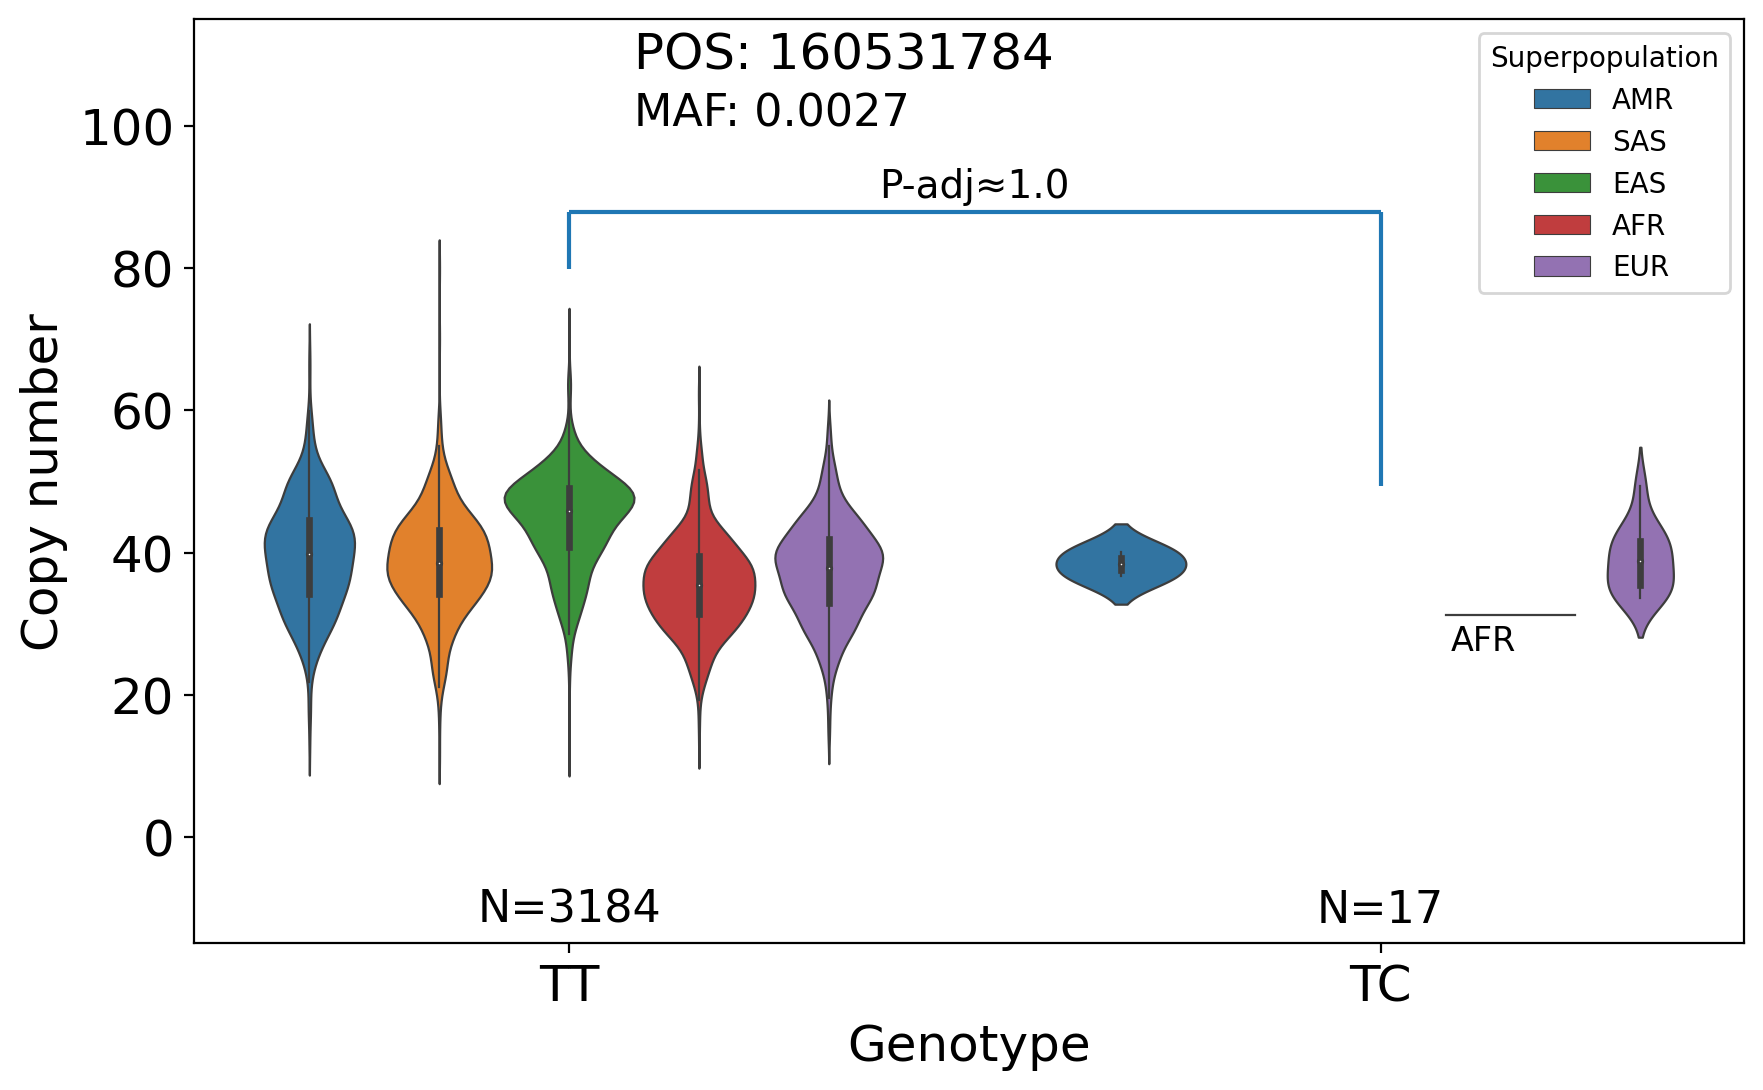 POS: 160531784
MAF: 0.0027
P-adj≈1.0
Superpopulation
AMR
SAS
EAS
AFR
EUR
Copy number
100
80
60
40
20
0
AFR
N=3184
N=17
TT
TC
Genotype